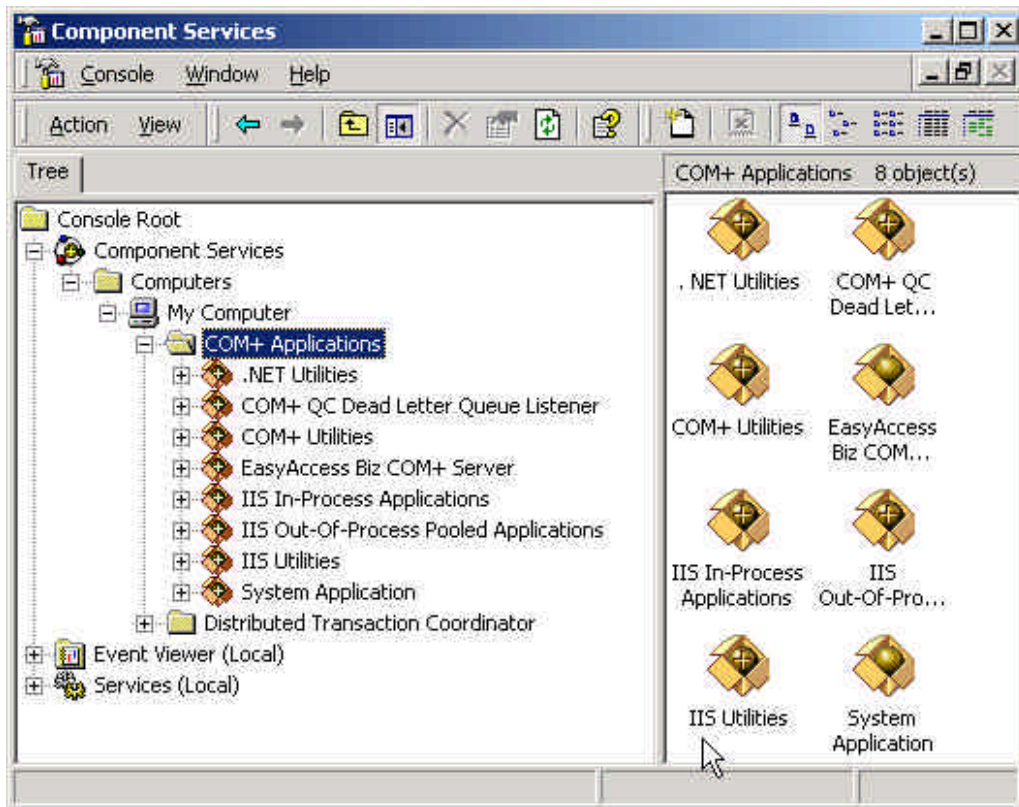 Component Services
Console Window Help
Action View
Tree
COM+ Applications 8 object(s)
Console Root
Component Services
Computers
My Computer
COM+ Applications
.NET Utilities
COM+ QC Dead Letter Queue Listener
COM+ Utilities
EasyAccess Biz COM+ Server
IIS In-Process Applications
IIS Out-Of-Process Pooled Applications
IIS Utilities
System Application
Distributed Transaction Coordinator
Event Viewer (Local)
Services (Local)
. NET Utilities
COM+ QC
Dead Let...
COM+ Utilities
EasyAccess
Biz COM...
IIS In-Process
Applications
IIS
Out-Of-Pro...
IIS Utilities
System
Application